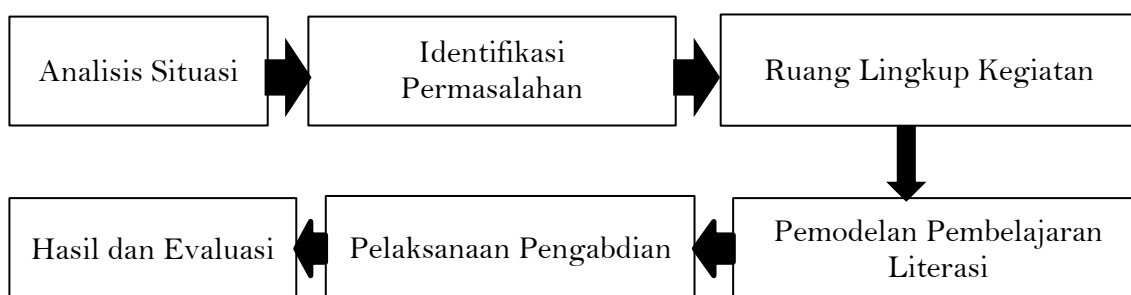 Analisis Situasi
Identifikasi
Permasalahan
Ruang Lingkup Kegiatan
Pemodelan Pembelajaran
Literasi
Pelaksanaan Pengabdian
Hasil dan Evaluasi